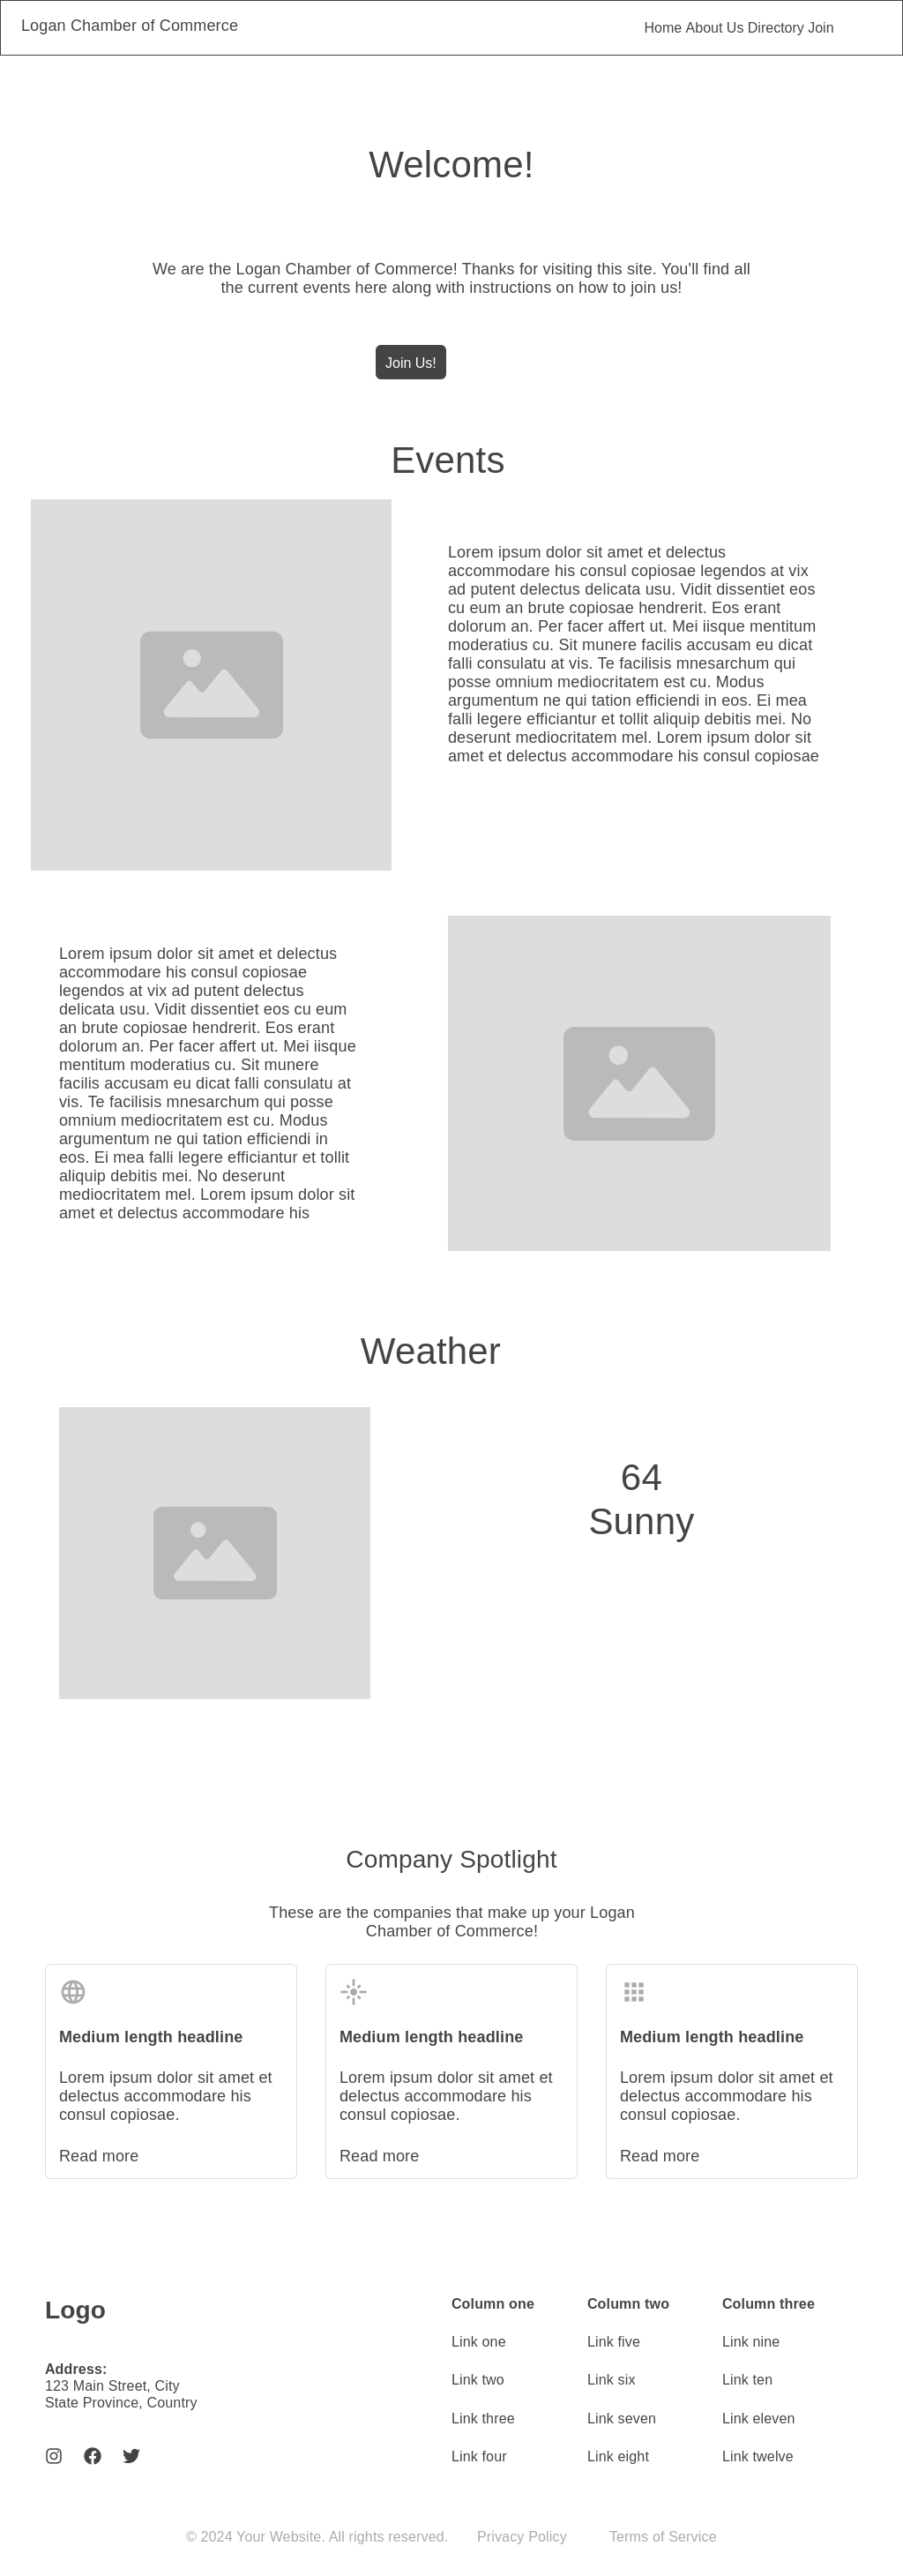 Logan Chamber of Commerce
Home About Us Directory Join
Welcome!
We are the Logan Chamber of Commerce! Thanks for visiting this site. You'll find all
the current events here along with instructions on how to join us!
Join Us!
Events
Lorem ipsum dolor sit amet et delectus
accommodare his consul copiosae legendos at vix
ad putent delectus delicata usu. Vidit dissentiet eos
cu eum an brute copiosae hendrerit. Eos erant
dolorum an. Per facer affert ut. Mei iisque mentitum
moderatius cu. Sit munere facilis accusam eu dicat
falli consulatu at vis. Te facilisis mnesarchum qui
posse omnium mediocritatem est cu. Modus
argumentum ne qui tation efficiendi in eos. Ei mea
falli legere efficiantur et tollit aliquip debitis mei. No
deserunt mediocritatem mel. Lorem ipsum dolor sit
amet et delectus accommodare his consul copiosae
Lorem ipsum dolor sit amet et delectus
accommodare his consul copiosae
legendos at vix ad putent delectus
delicata usu. Vidit dissentiet eos cu eum
an brute copiosae hendrerit. Eos erant
dolorum an. Per facer affert ut. Mei iisque
mentitum moderatius cu. Sit munere
facilis accusam eu dicat falli consulatu at
vis. Te facilisis mnesarchum qui posse
omnium mediocritatem est cu. Modus
argumentum ne qui tation efficiendi in
eos. Ei mea falli legere efficiantur et tollit
aliquip debitis mei. No deserunt
mediocritatem mel. Lorem ipsum dolor sit
amet et delectus accommodare his
Weather
64
Sunny
Company Spotlight
These are the companies that make up your Logan
Chamber of Commerce!
Medium length headline
Lorem ipsum dolor sit amet et
delectus accommodare his
consul copiosae.
Read more
Medium length headline
Lorem ipsum dolor sit amet et
delectus accommodare his
consul copiosae.
Read more
Medium length headline
Lorem ipsum dolor sit amet et
delectus accommodare his
consul copiosae.
Read more
Logo
Address:
123 Main Street, City
State Province, Country
Column one
Link one
Link two
Link three
Link four
Column two
Link five
Link six
Link seven
Link eight
Column three
Link nine
Link ten
Link eleven
Link twelve
© 2024 Your Website. All rights reserved.
Privacy Policy
Terms of Service